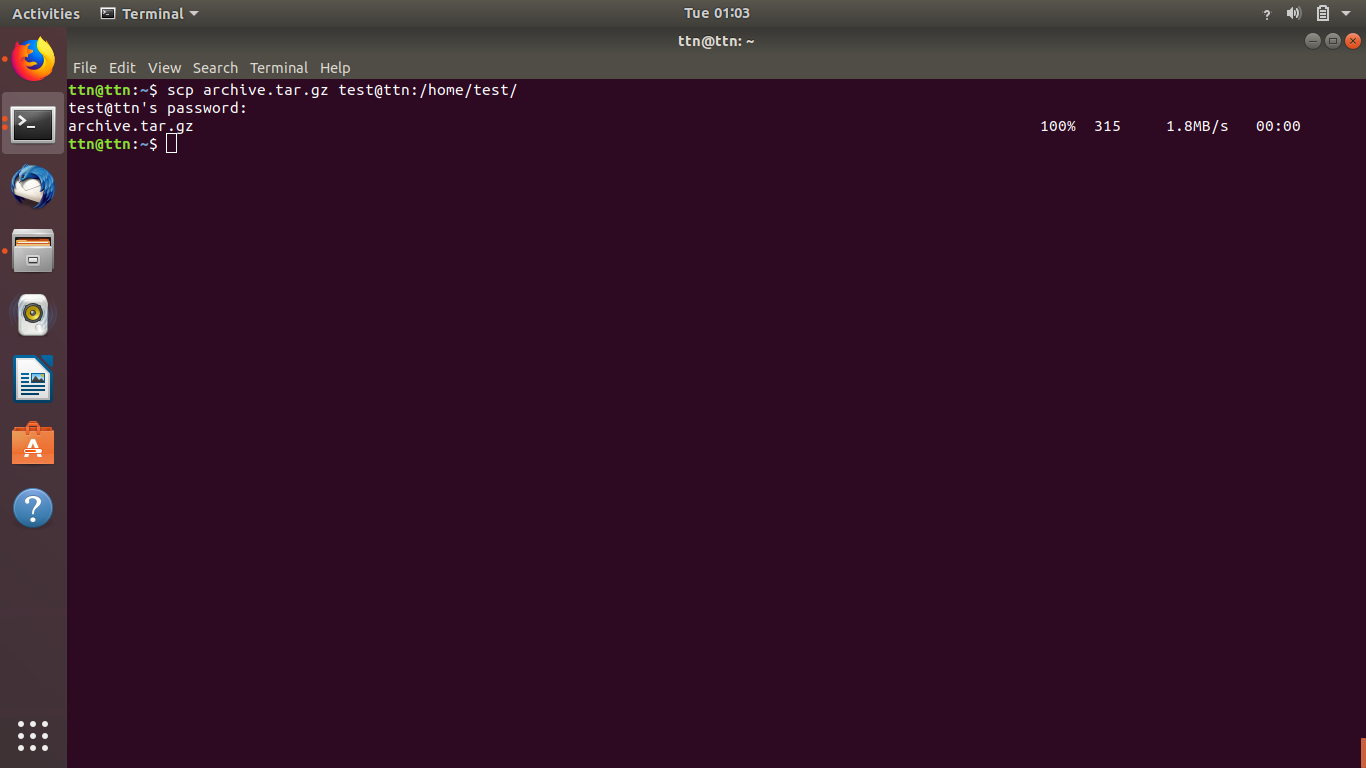 Activities Terminal Tue 01:03 ?
ttn@ttn: ~
File Edit View Search Terminal Help
ttn@ttn:~$ scp archive.tar.gz test@ttn:/home/test/
test@ttn's password:
archive.tar.gz 100% 315 1.8MB/s 00:00
ttn@ttn:~$